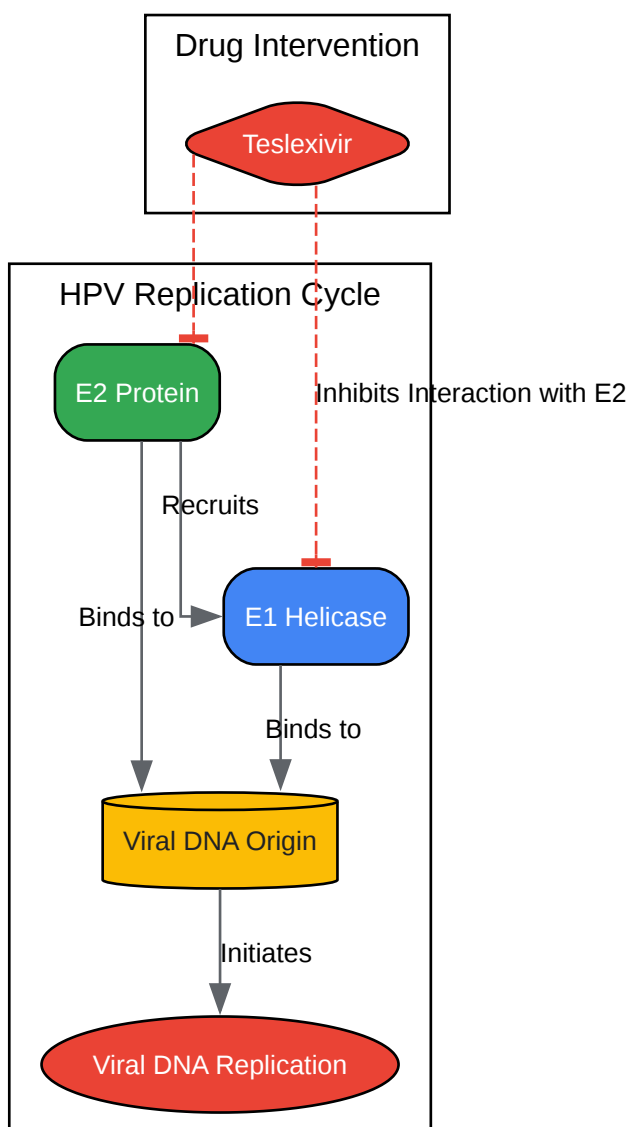 Drug Intervention
Teslexivir
HPV Replication Cycle
E2 Protein
Inhibits Interaction with E2
Recruits
Binds to
E1 Helicase
Binds to
Viral DNA Origin
Initiates
Viral DNA Replication